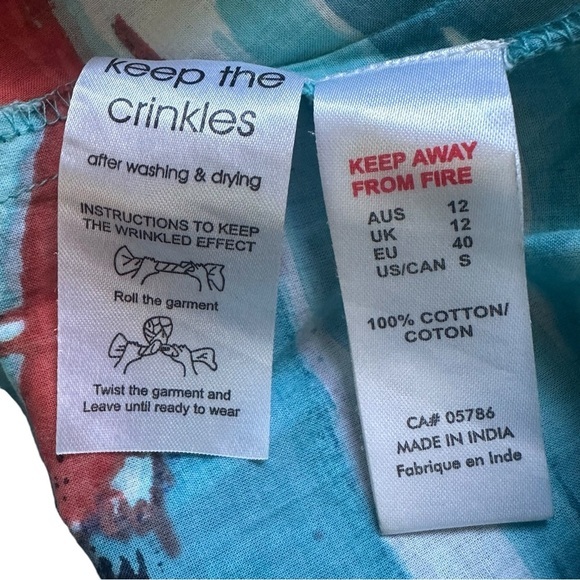 keep the
crinkles
after washing & drying
INSTRUCTIONS TO KEEP
THE WRINKLED EFFECT
Roll the garment
Twist the garment and
Leave until ready to wear
KEEP AWAY
FROM FIRE
AUS 12
UK 12
EU 40
US/CAN S
100% COTTON/
COTON
CA# 05786
MADE IN INDIA
Fabrique en Inde